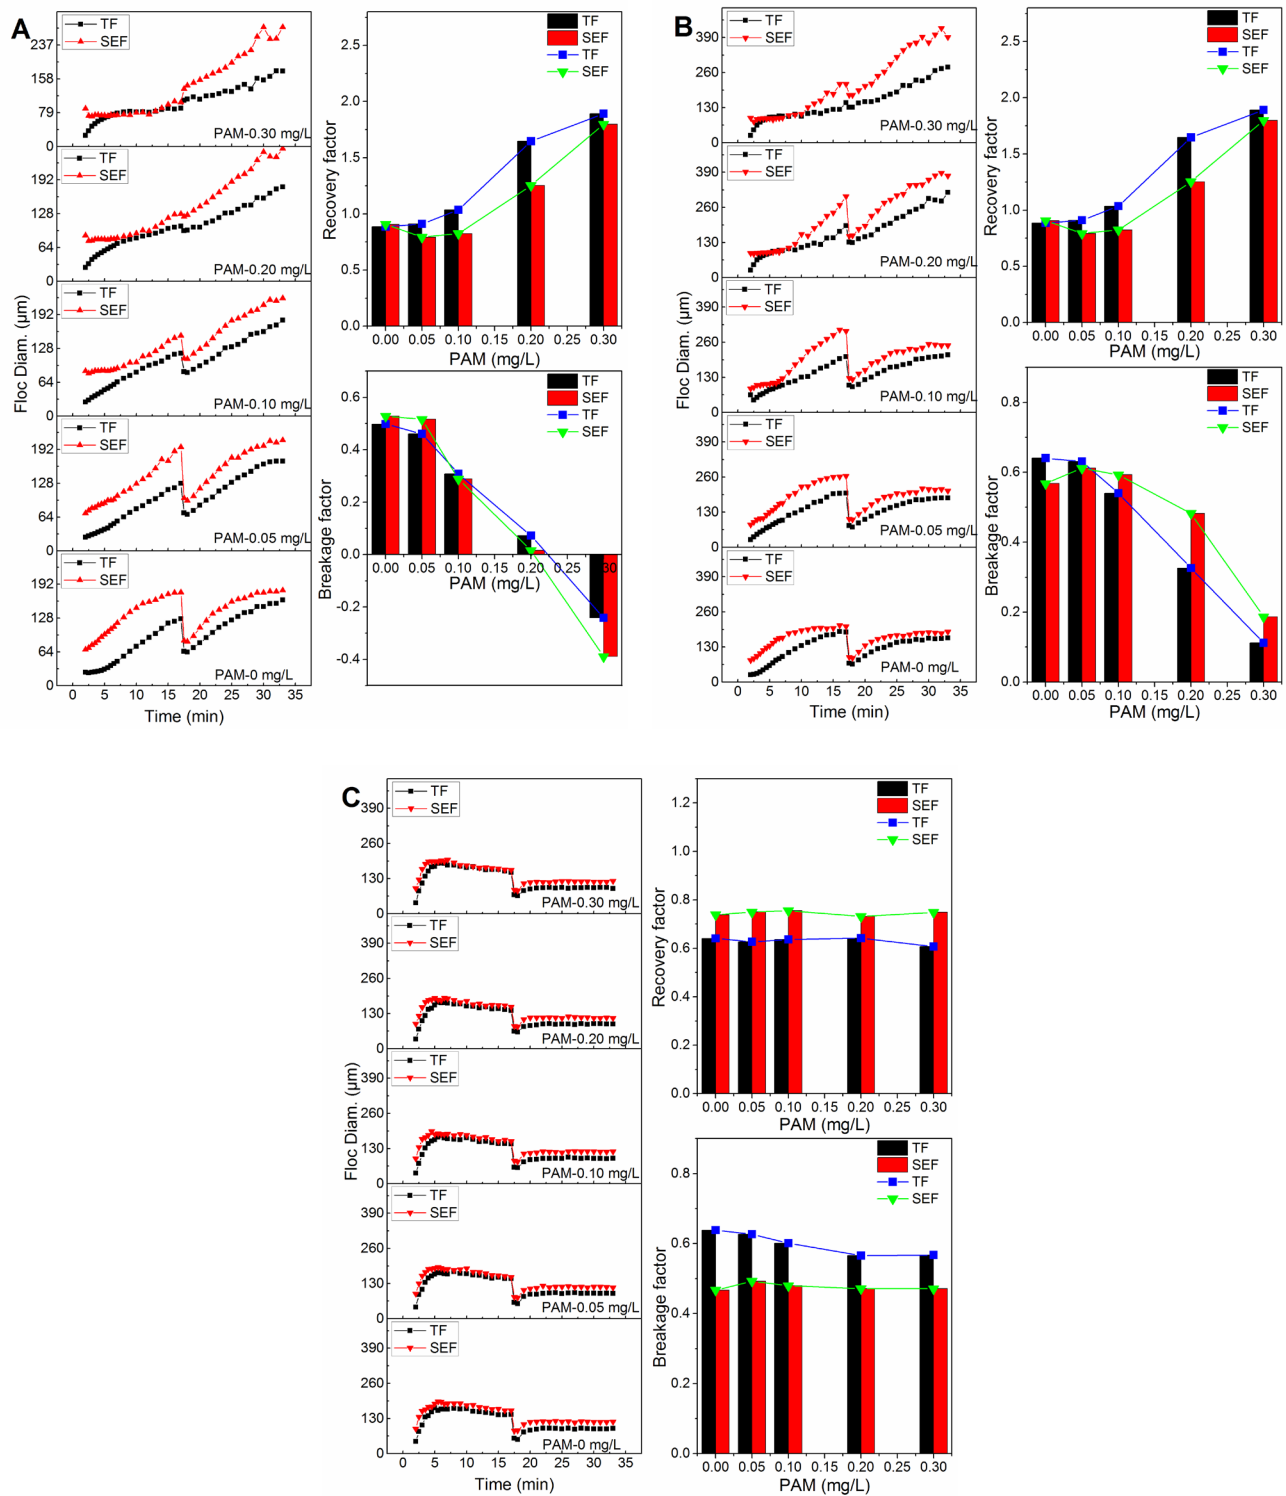 A
TF
SEF
237
158
79
0
PAM-0.30 mg/L
TF
SEF
192
128
64
0
PAM-0.20 mg/L
TF
SEF
192
128
64
0
PAM-0.10 mg/L
TF
SEF
192
128
64
0
PAM-0.05 mg/L
TF
SEF
192
128
64
0
PAM-0 mg/L
Floc Diam. (µm)
0 5 10 15 20 25 30 35
Time (min)
TF
SEF
TF
SEF
2.5
2.0
1.5
1.0
0.5
0.0
Recovery factor
0.00 0.05 0.10 0.15 0.20 0.25 0.30
PAM (mg/L)
TF
SEF
TF
SEF
0.6
0.4
0.2
0.0
-0.2
-0.4
Breakage factor
0.00 0.05 0.10 0.15 0.20 0.25 0.30
PAM (mg/L)
B
TF
SEF
390
260
130
0
PAM-0.30 mg/L
TF
SEF
390
260
130
0
PAM-0.20 mg/L
TF
SEF
390
260
130
0
PAM-0.10 mg/L
TF
SEF
390
260
130
0
PAM-0.05 mg/L
TF
SEF
390
260
130
0
PAM-0 mg/L
Floc Diam. (µm)
0 5 10 15 20 25 30 35
Time (min)
TF
SEF
TF
SEF
2.5
2.0
1.5
1.0
0.5
0.0
Recovery factor
0.00 0.05 0.10 0.15 0.20 0.25 0.30
PAM (mg/L)
TF
SEF
TF
SEF
0.8
0.6
0.4
0.2
0.0
Breakage factor
0.00 0.05 0.10 0.15 0.20 0.25 0.30
PAM (mg/L)
C
TF
SEF
390
260
130
0
PAM-0.30 mg/L
TF
SEF
390
260
130
0
PAM-0.20 mg/L
TF
SEF
390
260
130
0
PAM-0.10 mg/L
TF
SEF
390
260
130
0
PAM-0.05 mg/L
TF
SEF
390
260
130
0
PAM-0 mg/L
Floc Diam. (µm)
0 5 10 15 20 25 30 35
Time (min)
TF
SEF
TF
SEF
1.2
1.0
0.8
0.6
0.4
0.2
0.0
Recovery factor
0.00 0.05 0.10 0.15 0.20 0.25 0.30
PAM (mg/L)
TF
SEF
TF
SEF
0.8
0.6
0.4
0.2
0.0
Breakage factor
0.00 0.05 0.10 0.15 0.20 0.25 0.30
PAM (mg/L)